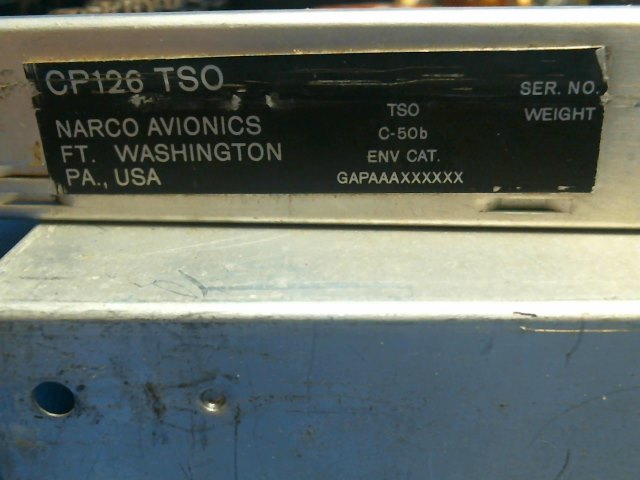 CP126 TSO
NARCO AVIONICS
FT. WASHINGTON
PA., USA
TSO
C-50b
ENV CAT.
GAPAAAXXXXXX
SER. NO.
WEIGHT